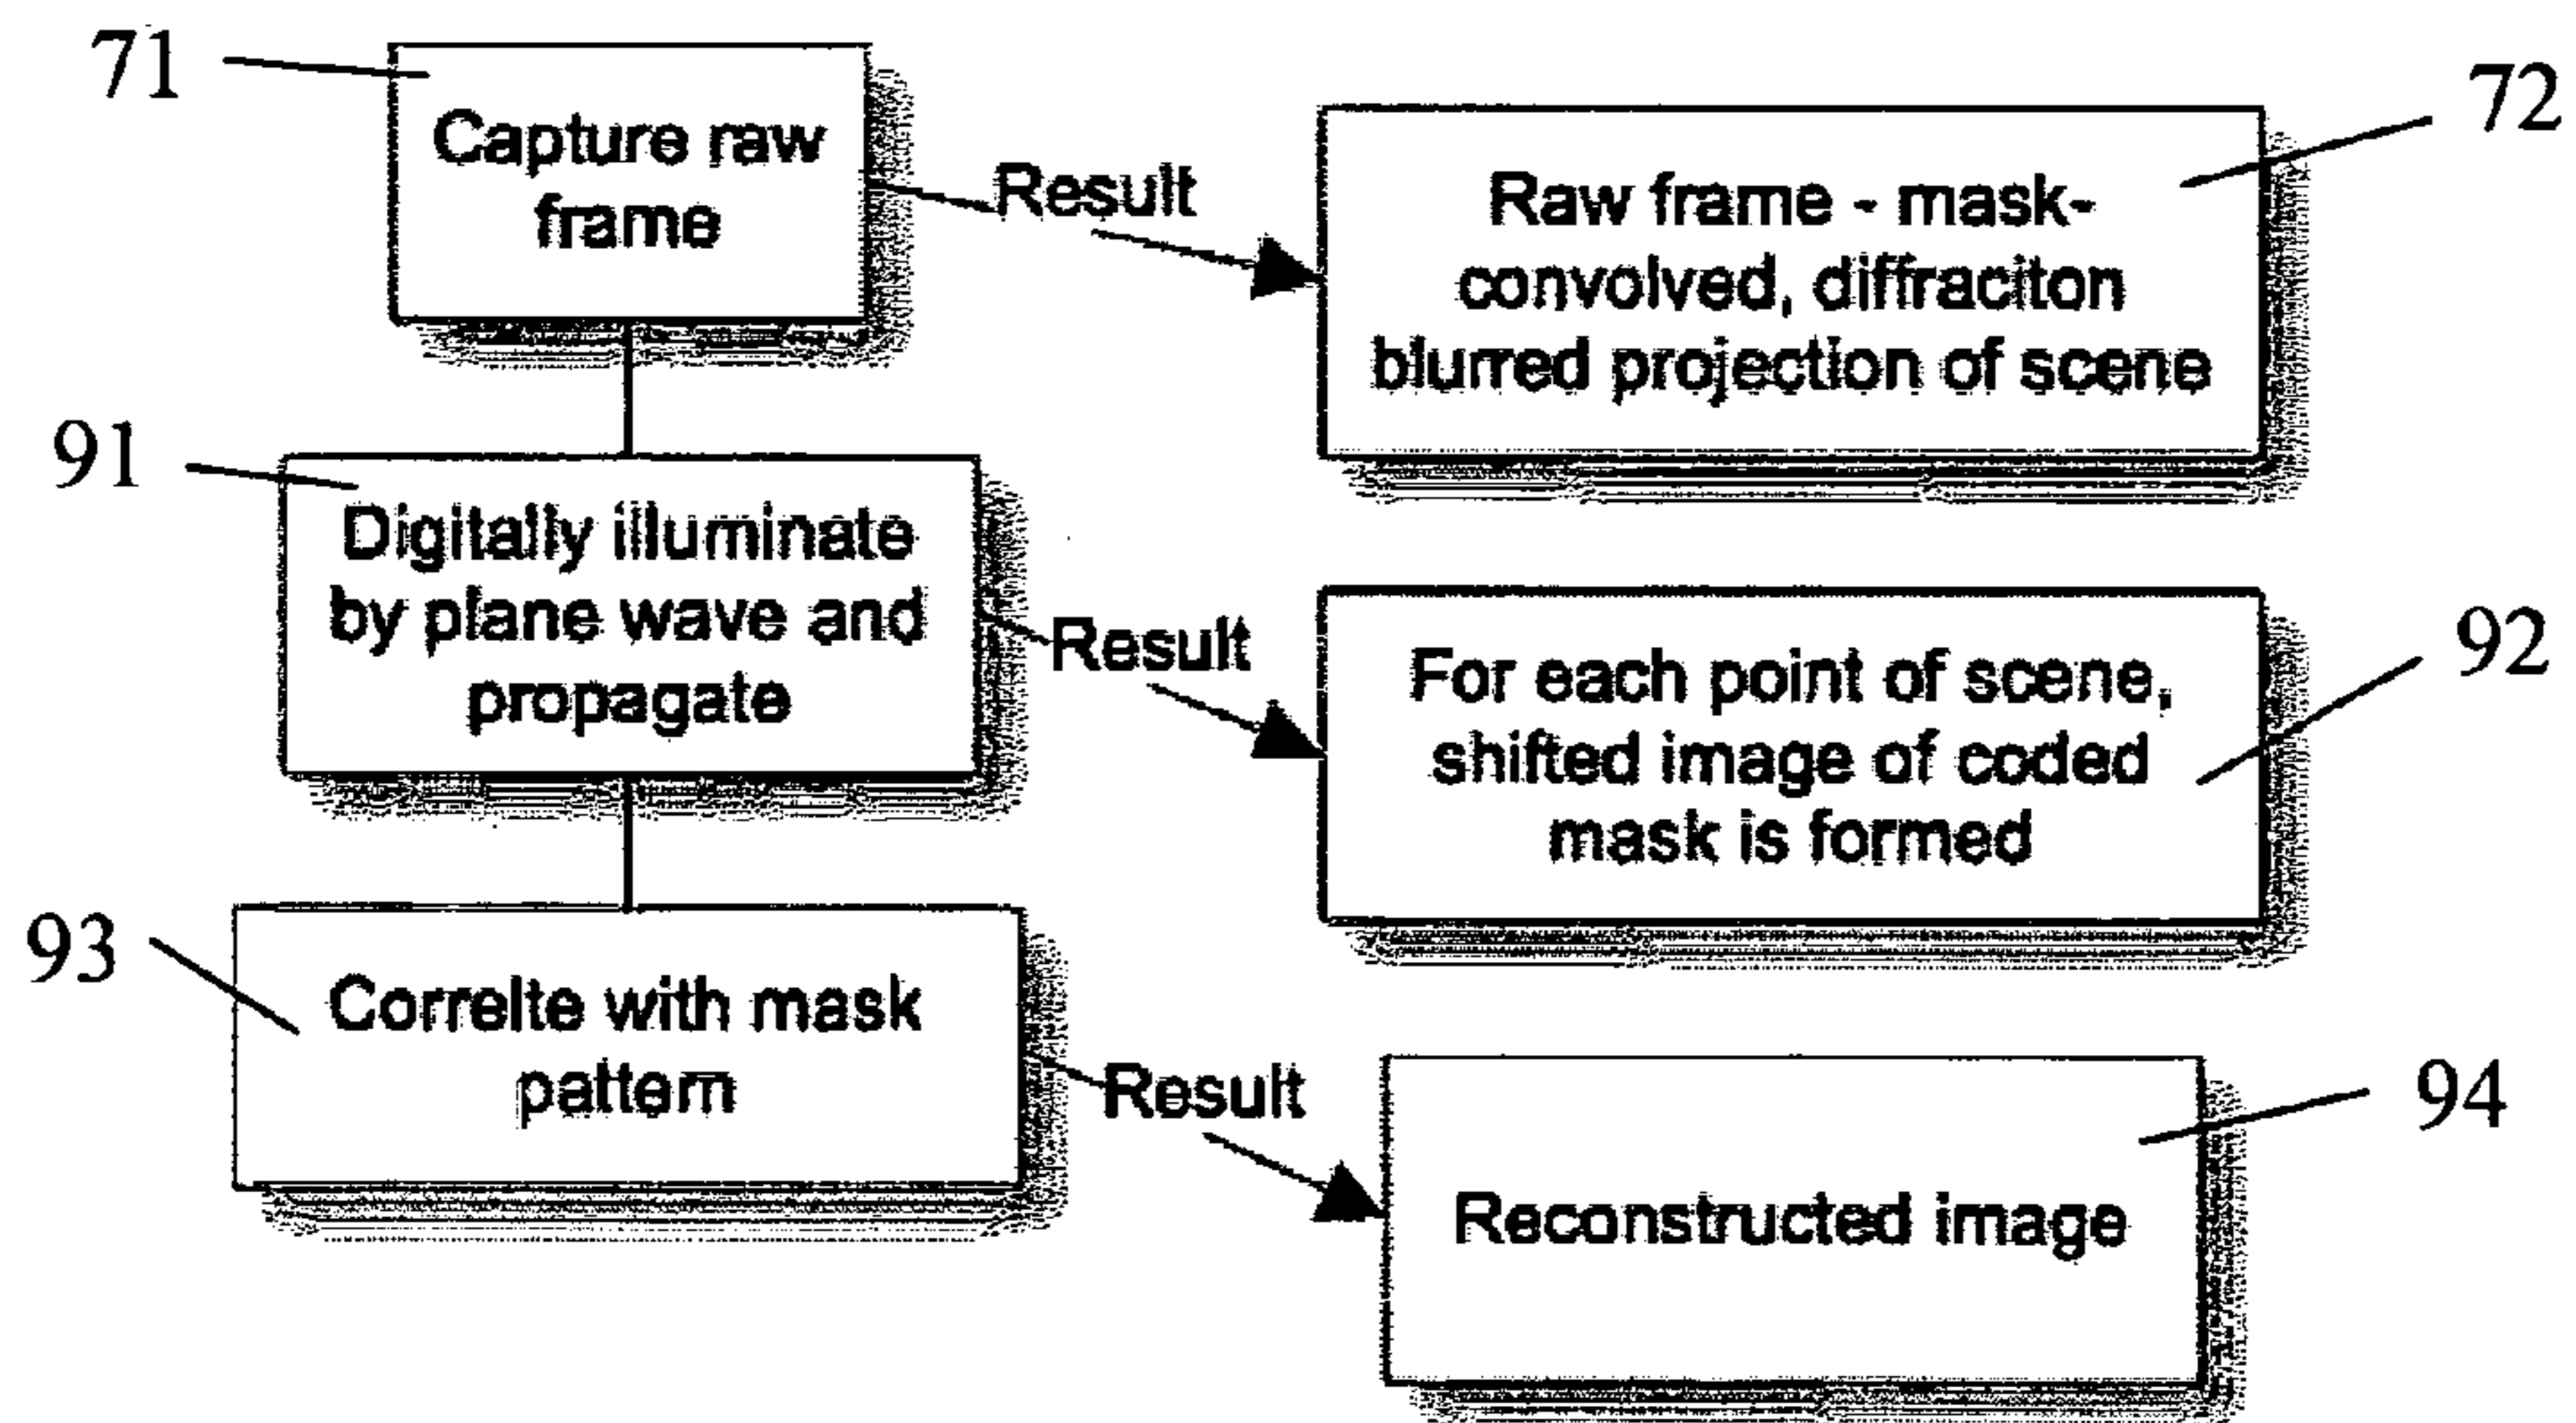 71
Capture raw
frame
Result
72
Raw frame - mask-
convolved, diffraciton
blurred projection of scene
91
Digitally illuminate
by plane wave and
propagate
Result
92
For each point of scene,
shifted image of coded
mask is formed
93
Correlte with mask
pattern
Result
94
Reconstructed image